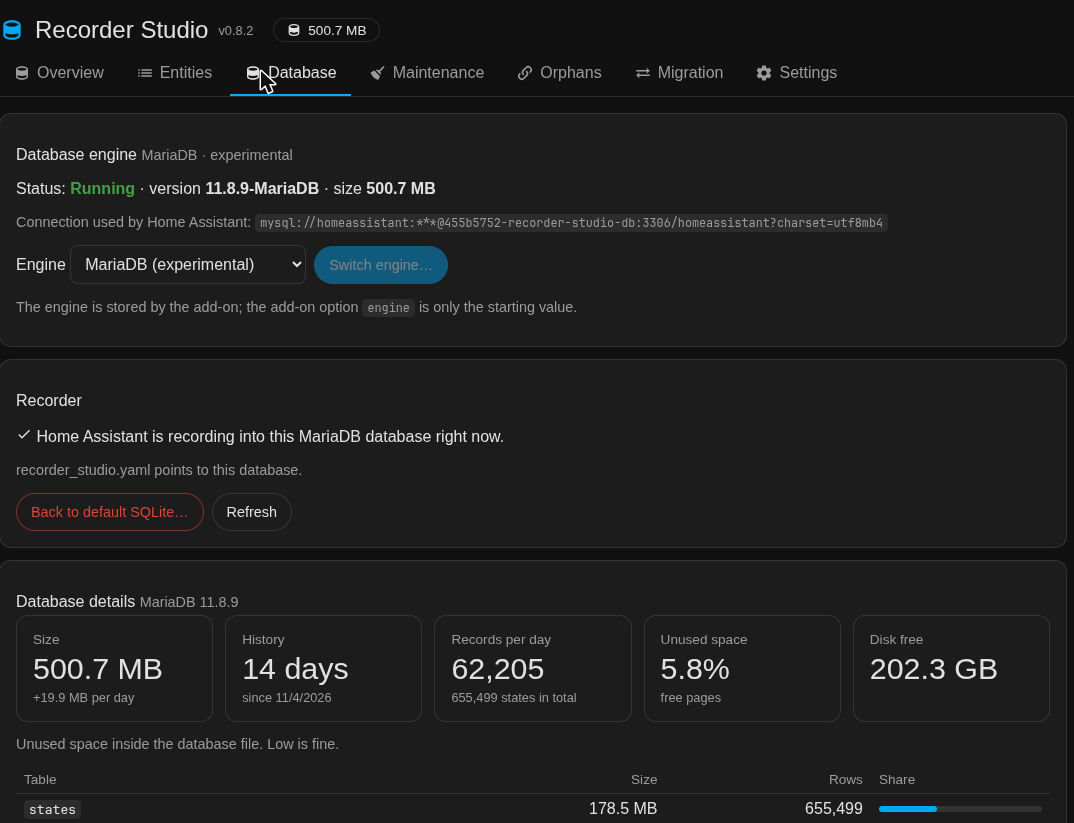 Recorder Studio v0.8.2 500.7 MB
Overview Entities Database Maintenance Orphans Migration Settings
Database engine MariaDB · experimental
Status: Running · version 11.8.9-MariaDB · size 500.7 MB
Connection used by Home Assistant: mysql://homeassistant:***@455b5752-recorder-studio-db:3306/homeassistant?charset=utf8mb4
Engine MariaDB (experimental) Switch engine…
The engine is stored by the add-on; the add-on option engine is only the starting value.
Recorder
Home Assistant is recording into this MariaDB database right now.
recorder_studio.yaml points to this database.
Back to default SQLite… Refresh
Database details MariaDB 11.8.9
Size History Records per day Unused space Disk free
500.7 MB 14 days 62,205 5.8% 202.3 GB
+19.9 MB per day since 11/4/2026 655,499 states in total free pages
Unused space inside the database file. Low is fine.
Table Size Rows Share
states 178.5 MB 655,499